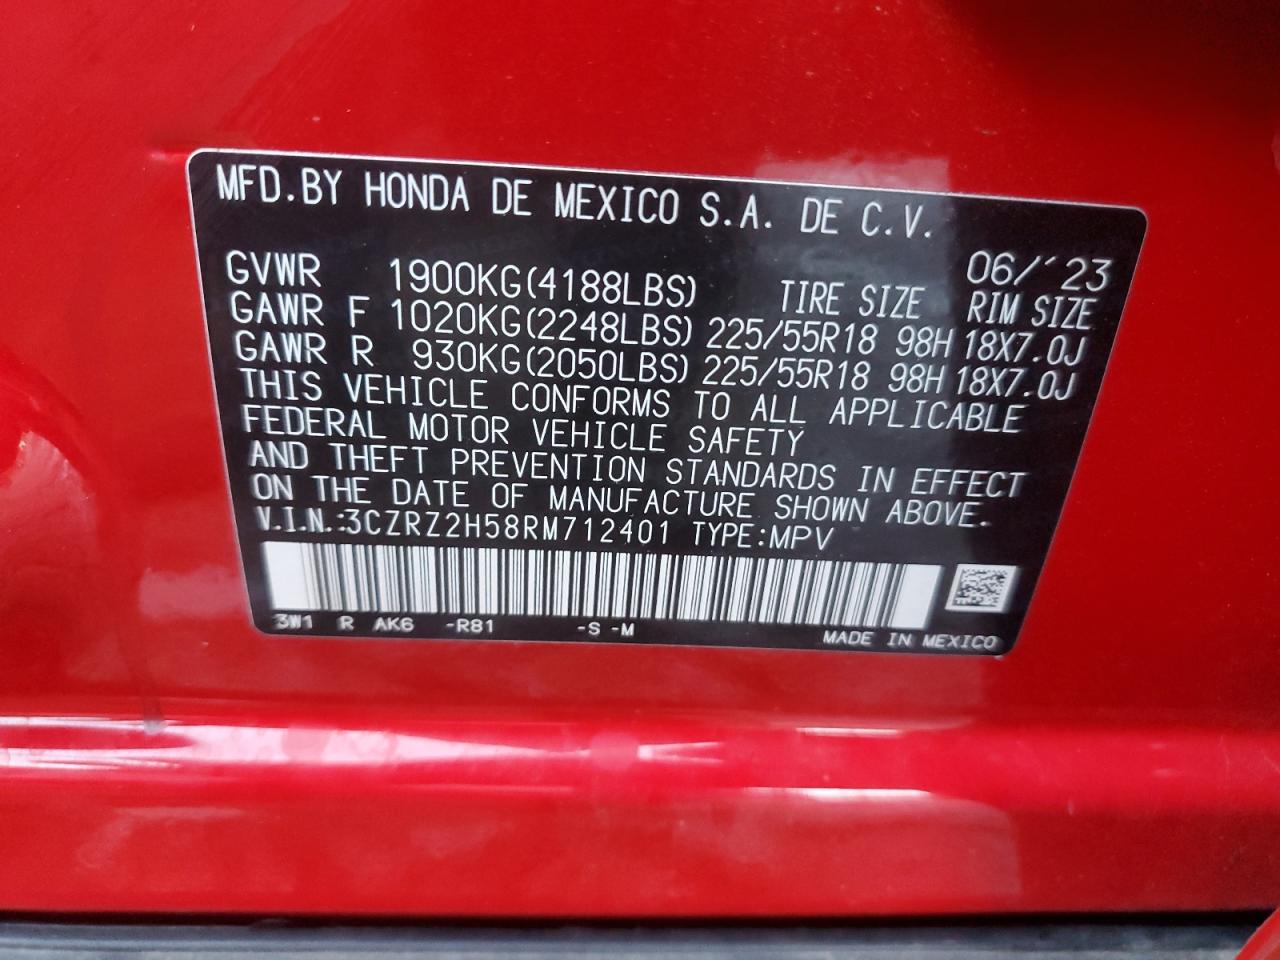 MFD.BY HONDA DE MEXICO S.A. DE C.V.
06/´23
GVWR 1900KG(4188LBS) TIRE SIZE RIM SIZE
GAWR F 1020KG(2248LBS) 225/55R18 98H 18X7.0J
GAWR R 930KG(2050LBS) 225/55R18 98H 18X7.0J
THIS VEHICLE CONFORMS TO ALL APPLICABLE
FEDERAL MOTOR VEHICLE SAFETY
AND THEFT PREVENTION STANDARDS IN EFFECT
ON THE DATE OF MANUFACTURE SHOWN ABOVE.
V.I.N.:3CZRZ2H58RM712401 TYPE:MPV
3W1 R AK6 -R81 -S -M
MADE IN MEXICO